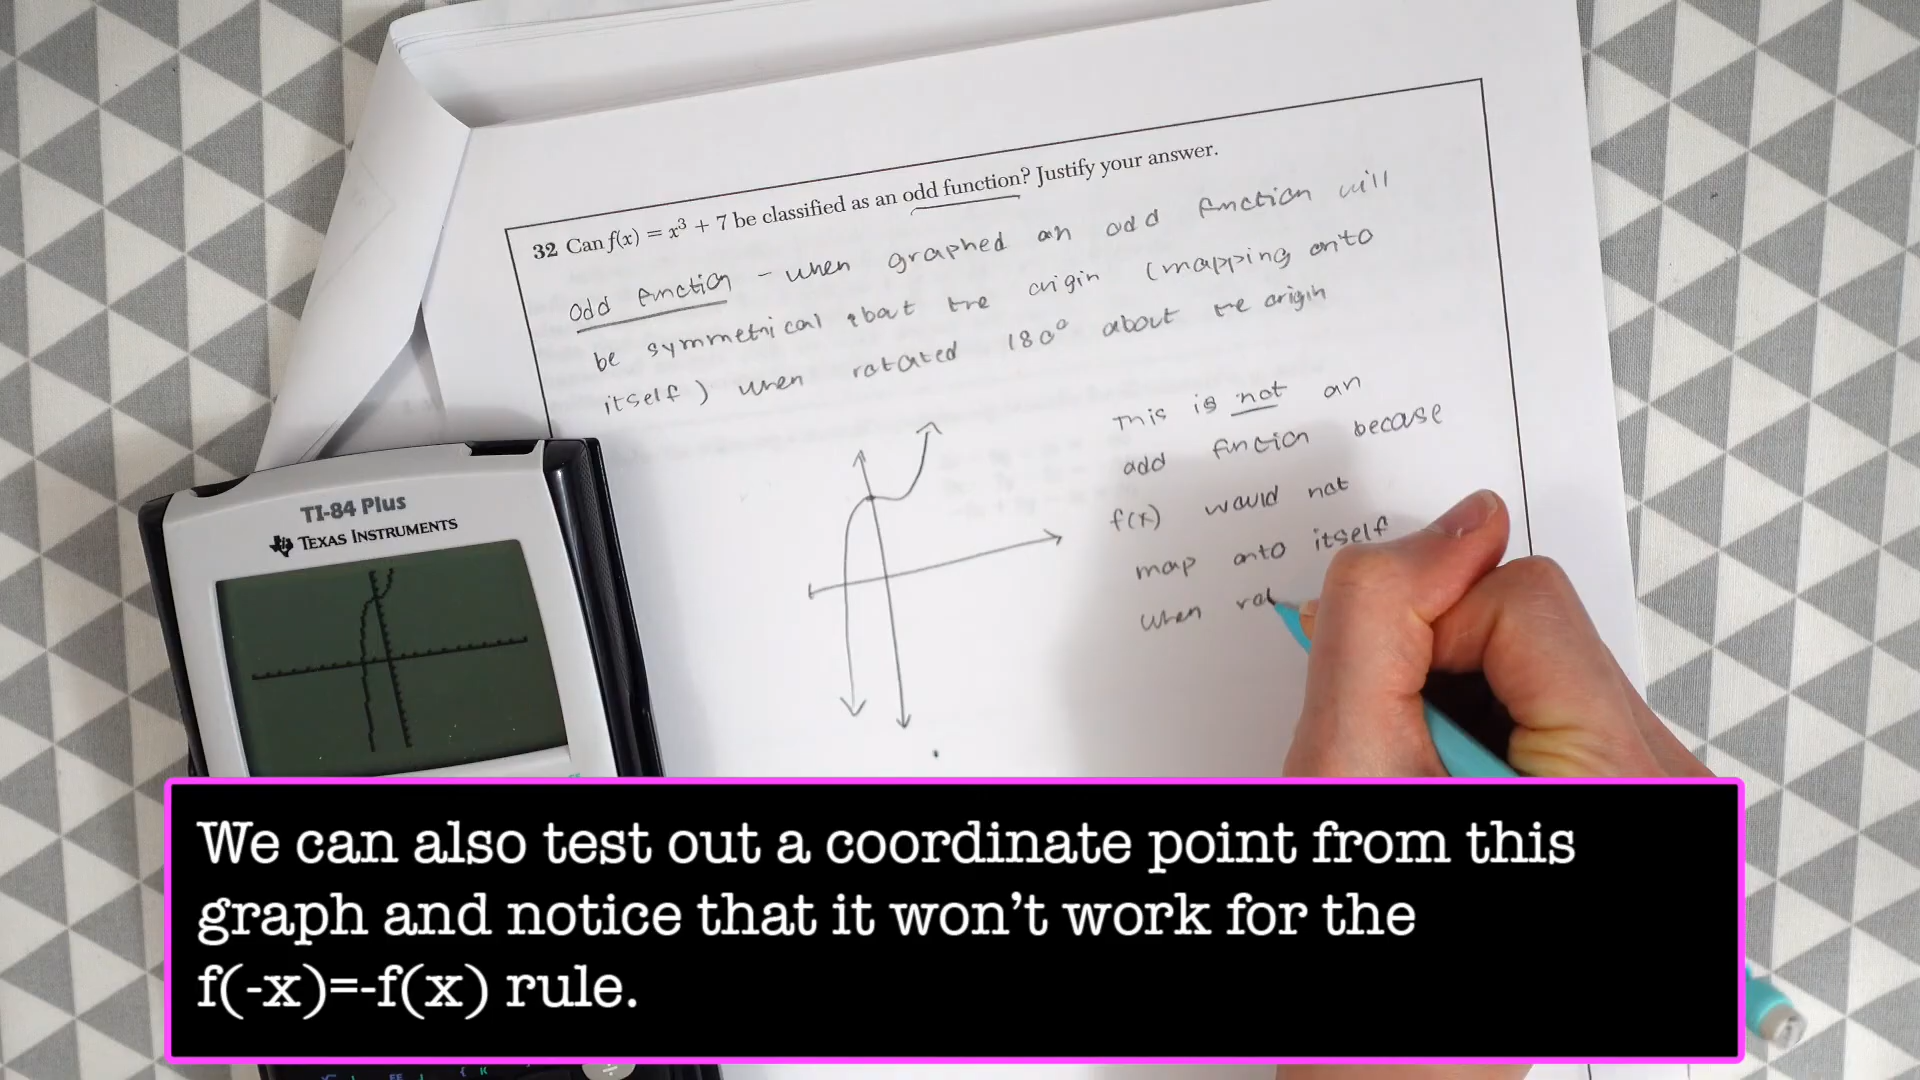 32 Can f(x) = x³ + 7 be classified as an odd function? Justify your answer.
odd function - when graphed an odd function will
be symmetrical about the origin (mapping onto
itself) when rotated 180° about the origin
This is not an
odd function because
f(x) would not
map onto itself
when rot
TI-84 Plus
TEXAS INSTRUMENTS
We can also test out a coordinate point from this
graph and notice that it won't work for the
f(-x)=-f(x) rule.